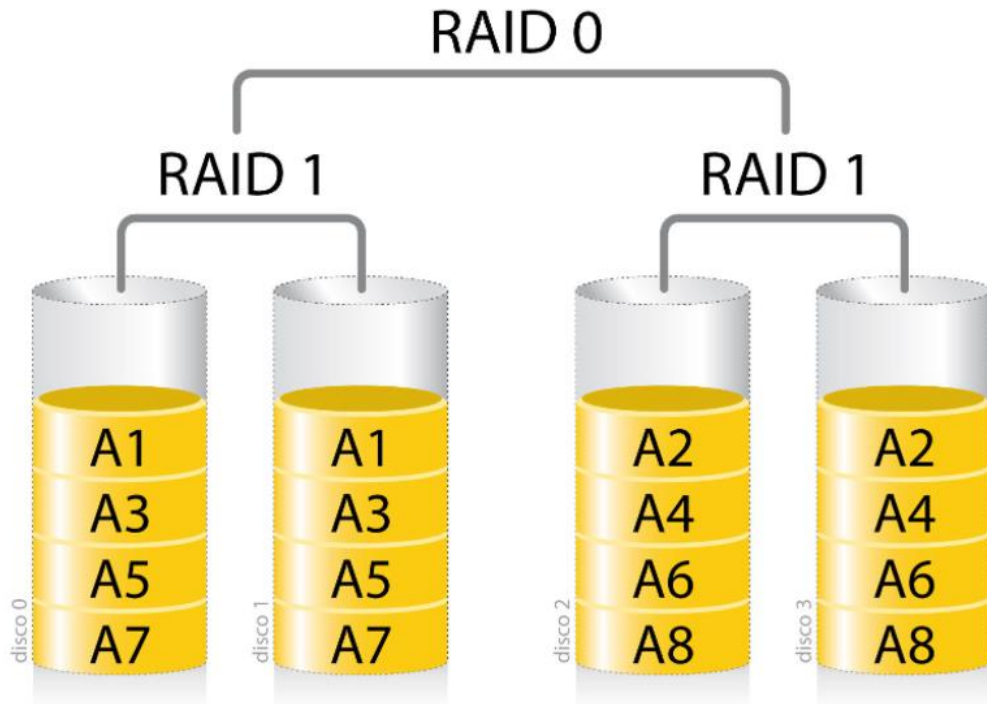 RAID 0
RAID 1 RAID 1
A1 A1 A2 A2
A3 A3 A4 A4
A5 A5 A6 A6
A7 A7 A8 A8
disco 0 disco 1 disco 2 disco 3